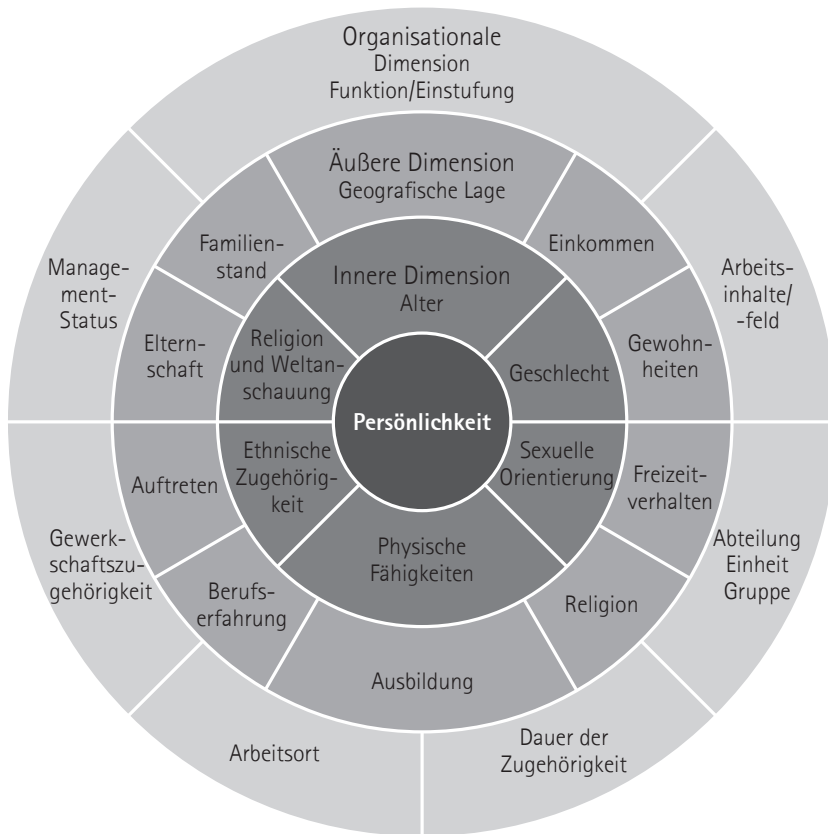 Organisationale
Dimension
Funktion/Einstufung
Äußere Dimension
Geografische Lage
Familien-
stand
Einkommen
Innere Dimension
Alter
Manage-
ment-
Status
Arbeits-
inhalte/
-feld
Eltern-
schaft
Religion
und Weltan-
schauung
Geschlecht
Gewohn-
heiten
Persönlichkeit
Auftreten
Ethnische
Zugehörig-
keit
Sexuelle
Orientierung
Freizeit-
verhalten
Gewerk-
schaftszu-
gehörigkeit
Physische
Fähigkeiten
Abteilung
Einheit
Gruppe
Berufs-
erfahrung
Religion
Ausbildung
Arbeitsort
Dauer der
Zugehörigkeit